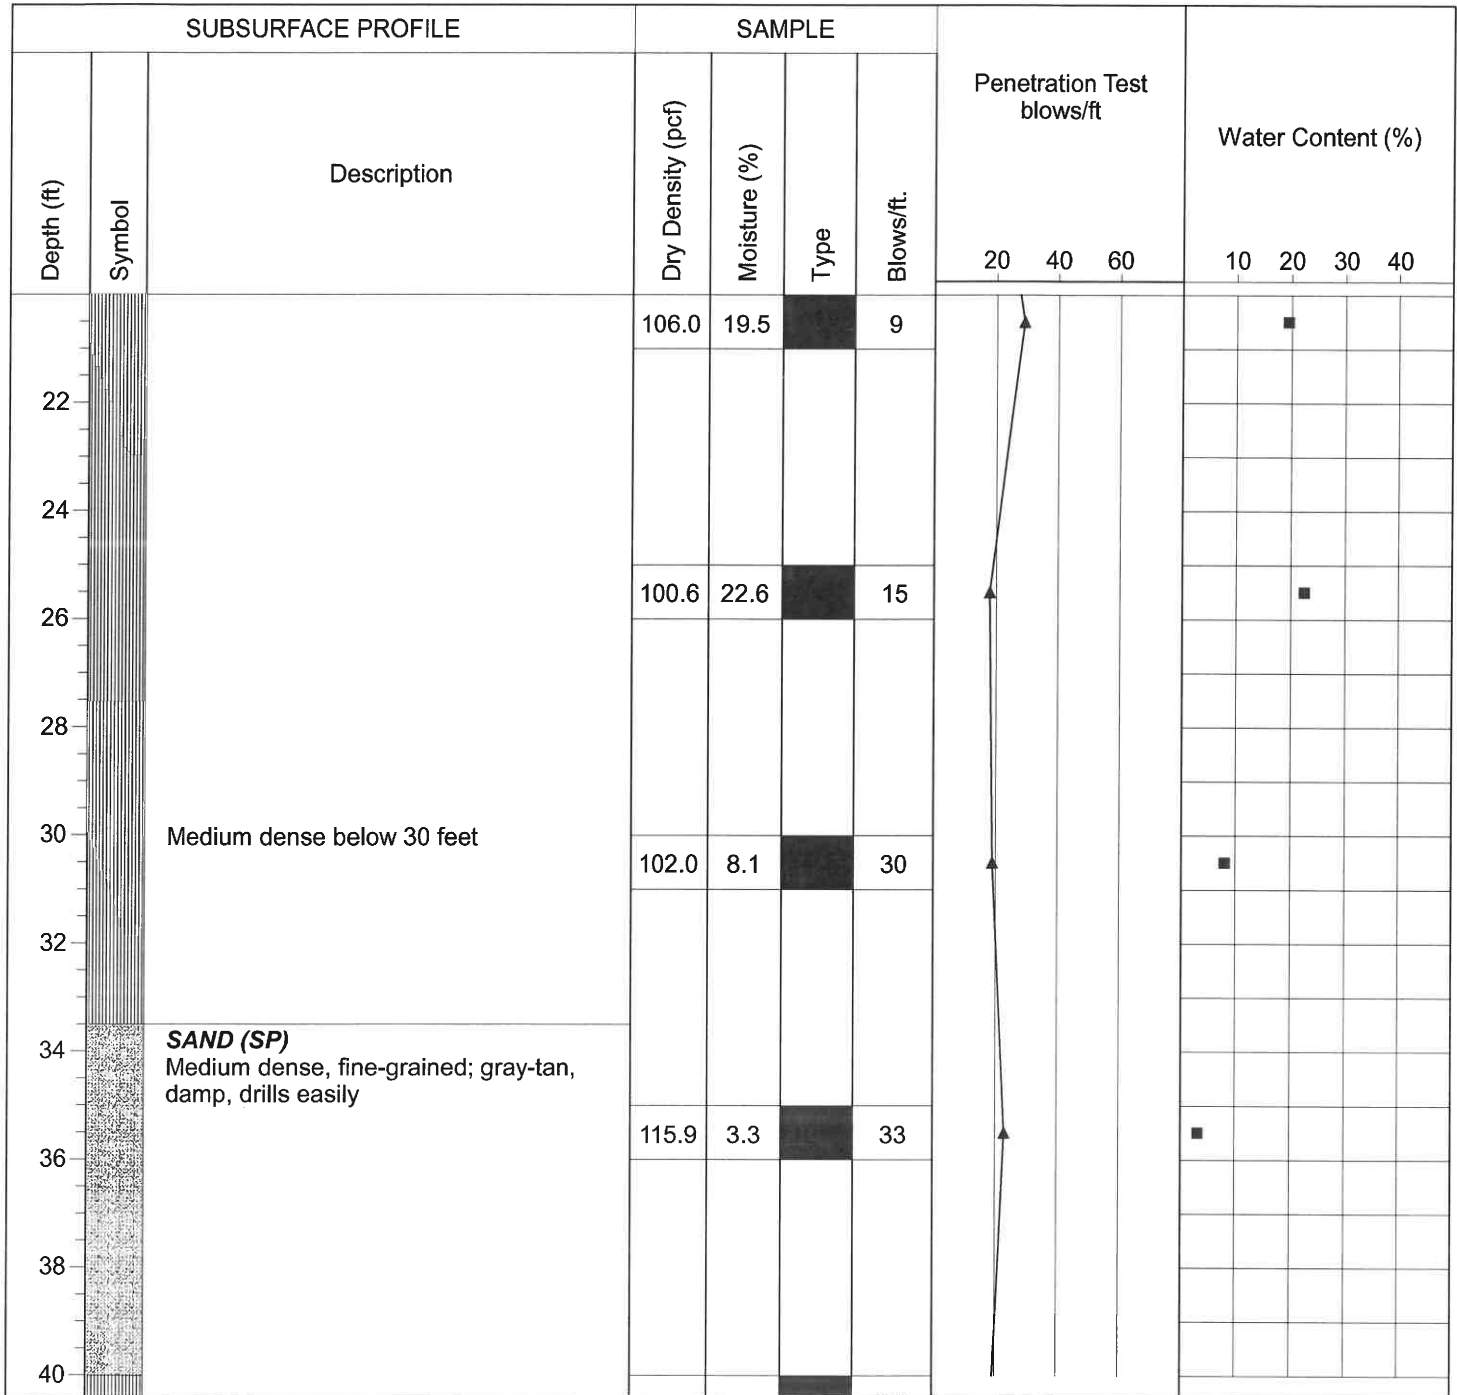 SUBSURFACE PROFILE
SAMPLE
Depth (ft)
Symbol
Description
Dry Density (pcf)
Moisture (%)
Type
Blows/ft.
Penetration Test
blows/ft
20 40 60
Water Content (%)
10 20 30 40
106.0 19.5 9
22
24
100.6 22.6 15
26
28
30
Medium dense below 30 feet
102.0 8.1 30
32
34
SAND (SP)
Medium dense, fine-grained; gray-tan,
damp, drills easily
115.9 3.3 33
36
38
40